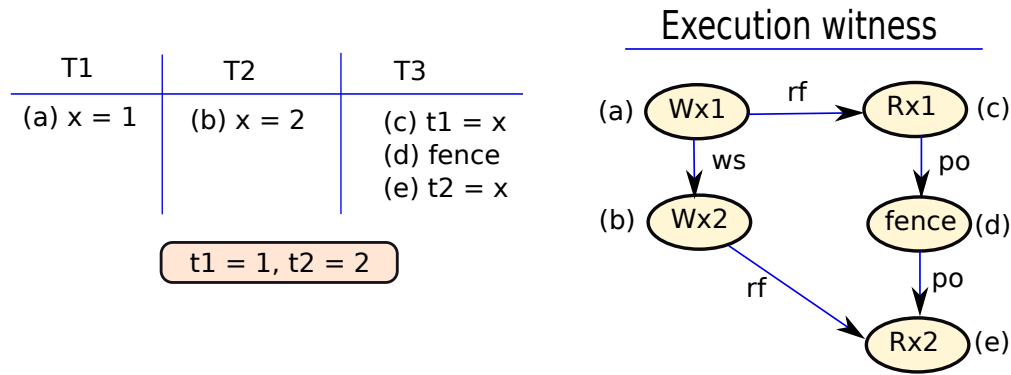 Execution witness
T1 T2 T3
(a) x = 1 (b) x = 2 (c) t1 = x
(d) fence
(e) t2 = x
t1 = 1, t2 = 2
(a) Wx1 rf Rx1 (c)
ws po
(b) Wx2 fence (d)
rf po
Rx2 (e)